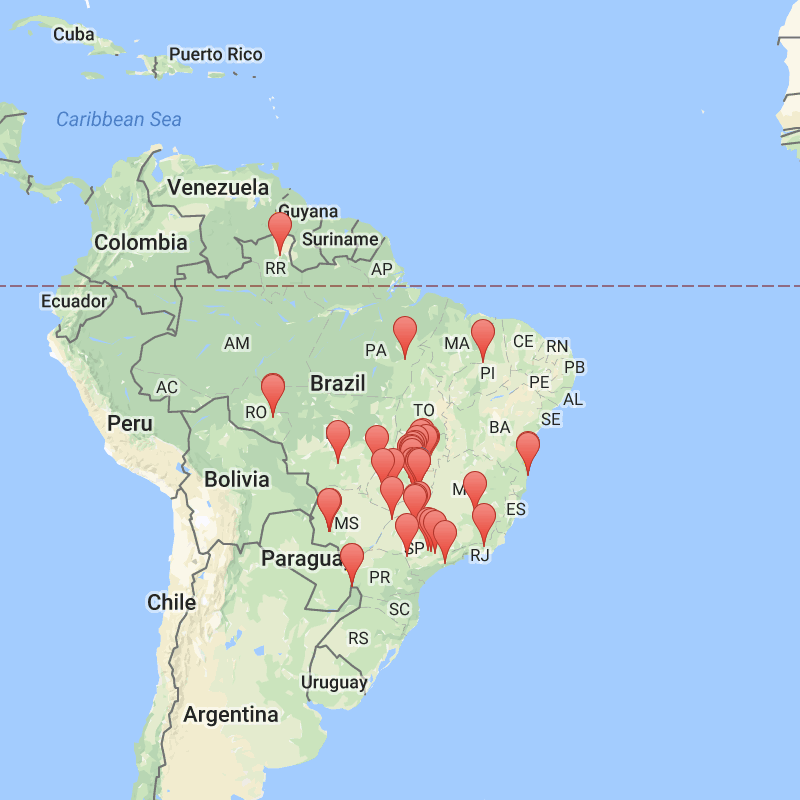 Cuba
Puerto Rico
Caribbean Sea
Venezuela
Guyana
Colombia
Suriname
RR
AP
Ecuador
AM
PA
MA
CE
RN
PI
PB
Brazil
PE
AC
AL
RO
TO
SE
Peru
BA
Bolivia
MS
ES
SP
RJ
Paragua
PR
Chile
SC
RS
Uruguay
Argentina